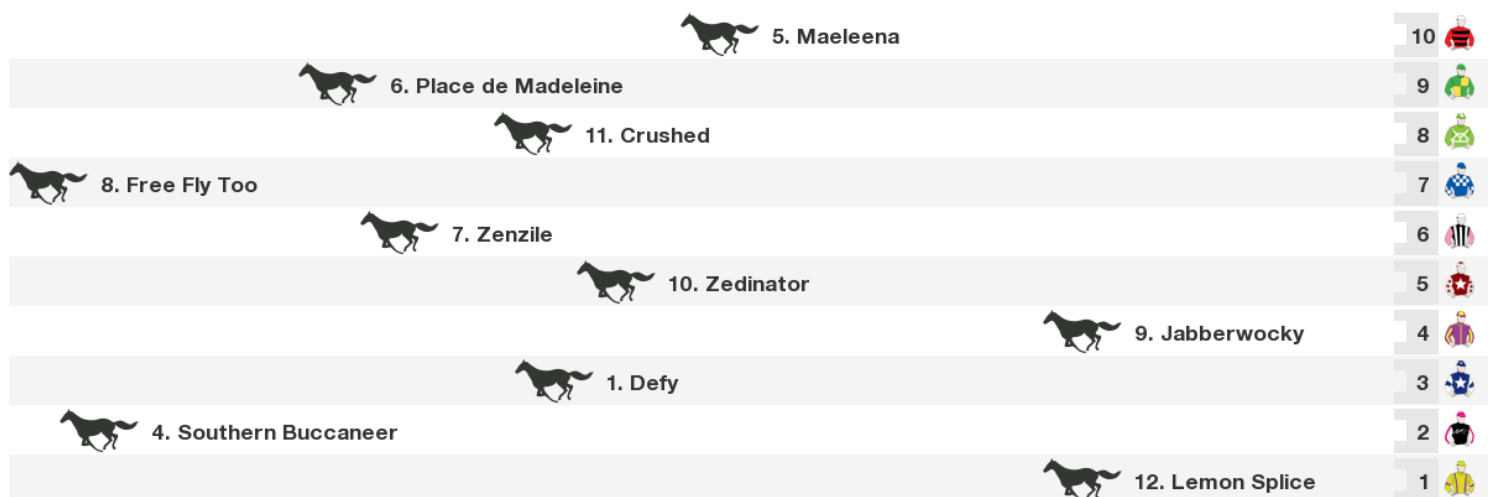 5. Maeleena 10
6. Place de Madeleine 9
11. Crushed 8
8. Free Fly Too 7
7. Zenzile 6
10. Zedinator 5
9. Jabberwocky 4
1. Defy 3
4. Southern Buccaneer 2
12. Lemon Splice 1